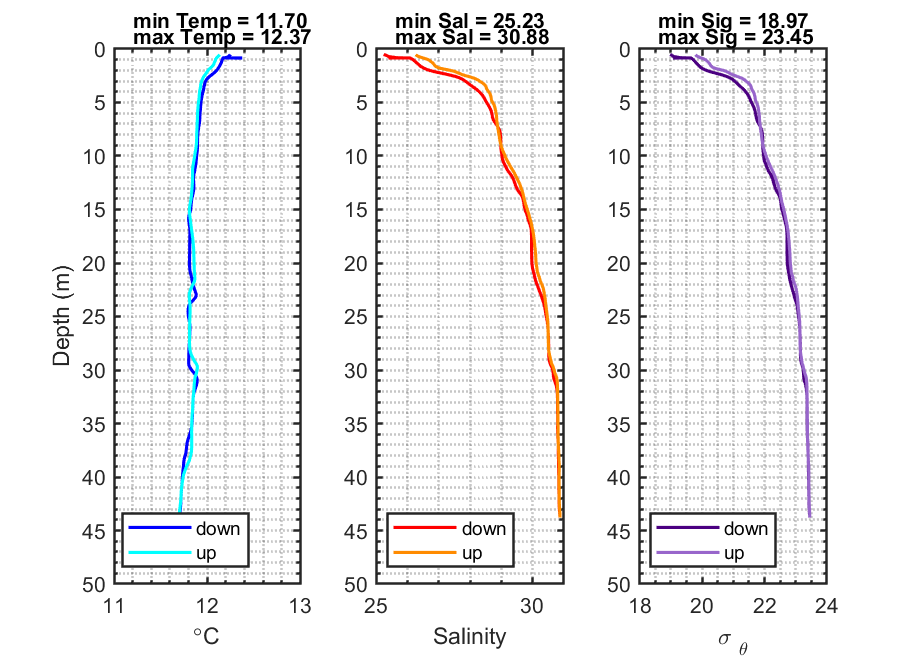 min Temp = 11.70
max Temp = 12.37
min Sal = 25.23
max Sal = 30.88
min Sig = 18.97
max Sig = 23.45
Depth (m)
0
5
10
15
20
25
30
35
40
45
50
11
12
13
°C
down
up
0
5
10
15
20
25
30
35
40
45
50
25
30
Salinity
down
up
0
5
10
15
20
25
30
35
40
45
50
18
20
22
24
σ θ
down
up